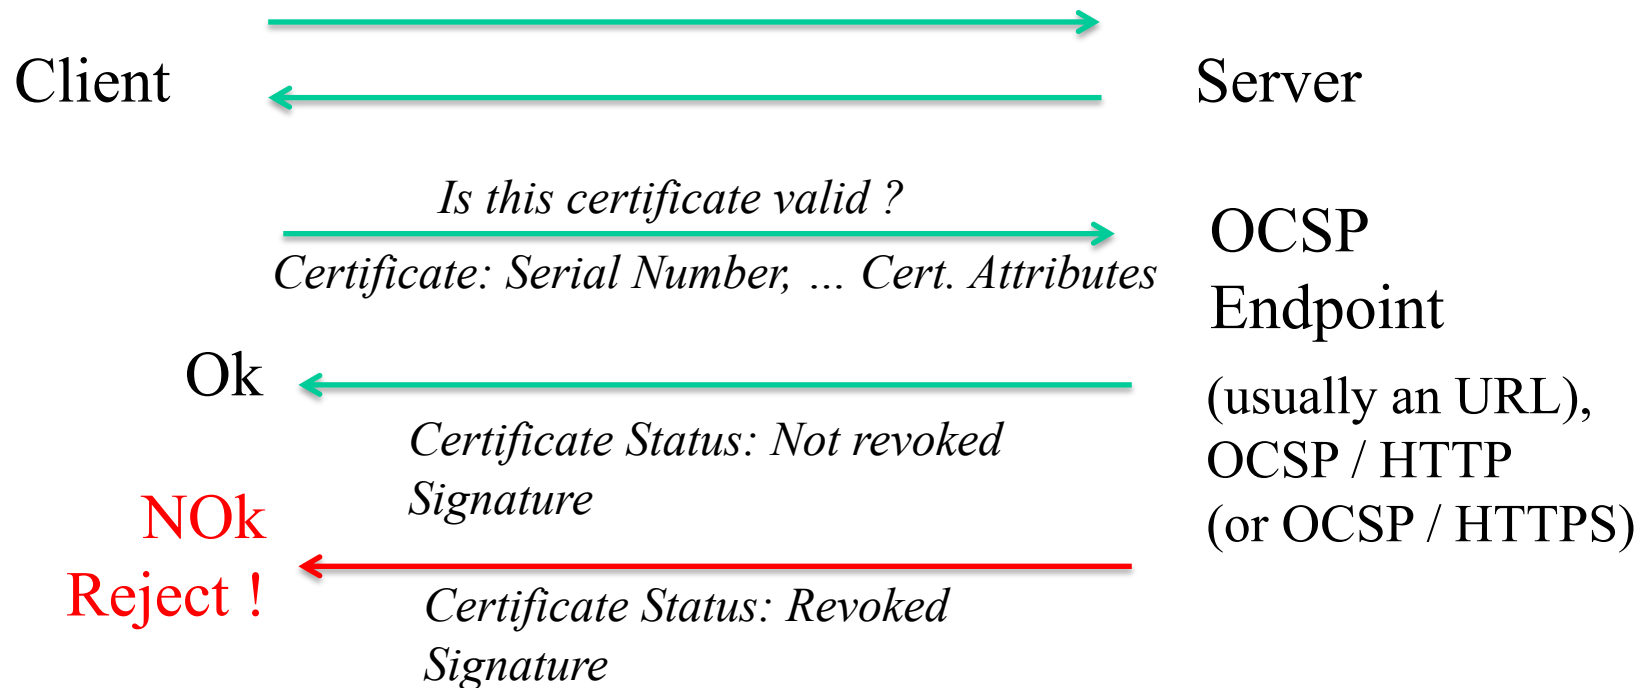 Client
Server
Is this certificate valid ?
Certificate: Serial Number, … Cert. Attributes
OCSP
Endpoint
(usually an URL),
OCSP / HTTP
(or OCSP / HTTPS)
Ok
Certificate Status: Not revoked
Signature
NOk
Reject !
Certificate Status: Revoked
Signature